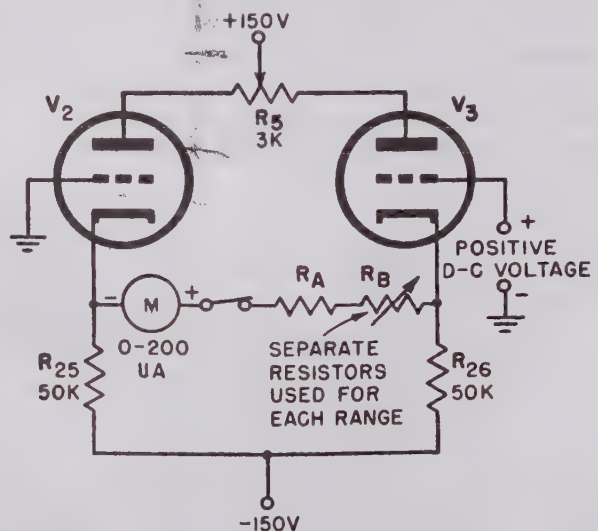 +150V
V2
R5
3K
V3
+
POSITIVE
D-C VOLTAGE
-
RA
RB
-
M
+
0-200
UA
SEPARATE
RESISTORS
USED FOR
EACH RANGE
R25
50K
R26
50K
-150V